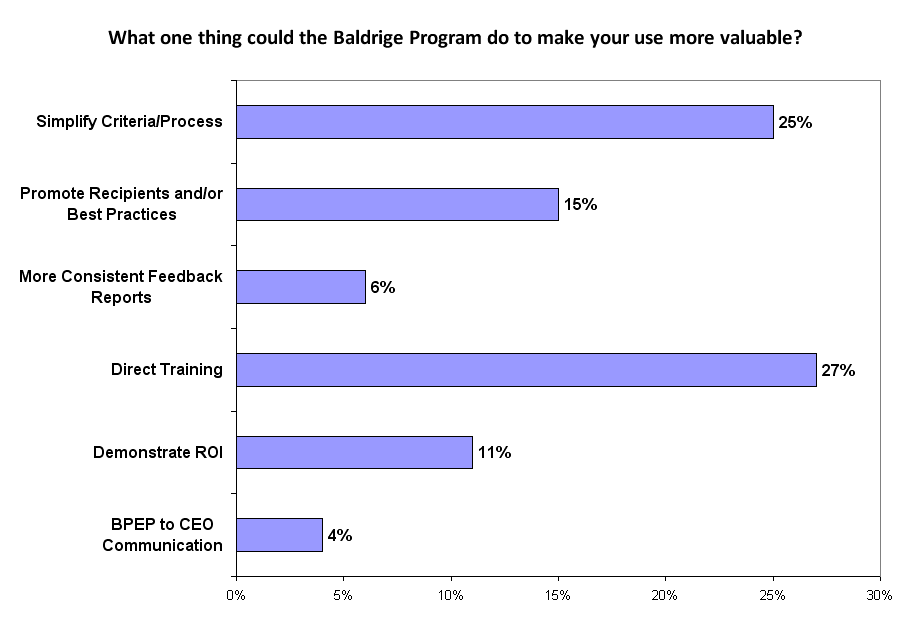 What one thing could the Baldrige Program do to make your use more valuable?
Simplify Criteria/Process
25%
Promote Recipients and/or
Best Practices
15%
More Consistent Feedback
Reports
6%
Direct Training
27%
Demonstrate ROI
11%
BPEP to CEO
Communication
4%
0% 5% 10% 15% 20% 25% 30%